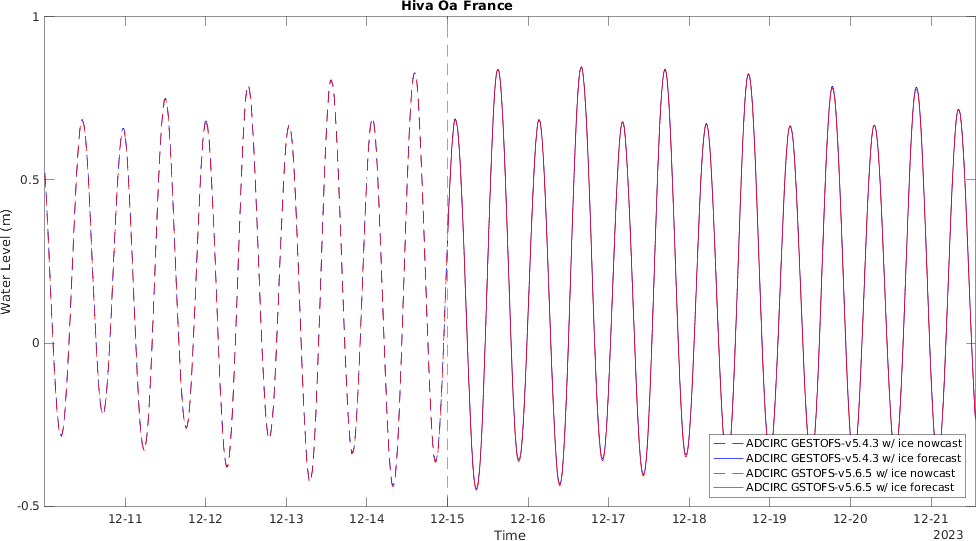 Hiva Oa France
1
0.5
0
-0.5
Water Level (m)
12-11 12-12 12-13 12-14 12-15 12-16 12-17 12-18 12-19 12-20 12-21
Time
2023
ADCIRC GESTOFS-v5.4.3 w/ ice nowcast
ADCIRC GESTOFS-v5.4.3 w/ ice forecast
ADCIRC GSTOFS-v5.6.5 w/ ice nowcast
ADCIRC GSTOFS-v5.6.5 w/ ice forecast